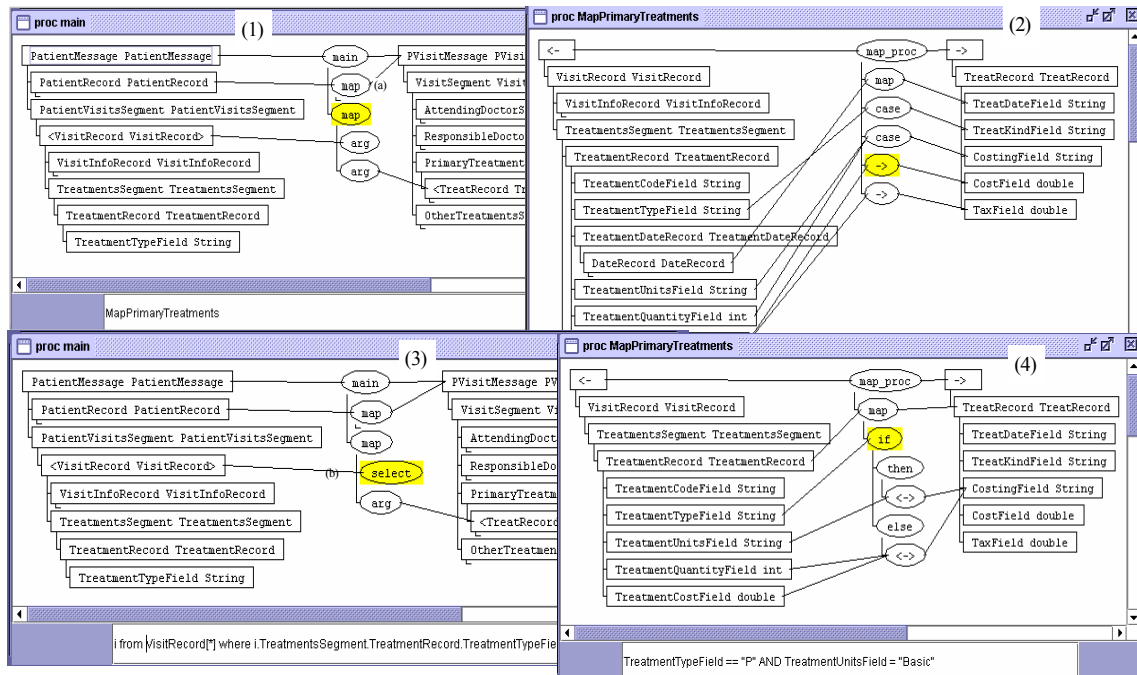 proc main
(1)
PatientMessage PatientMessage
main
PVisitMessage PVisi
PatientRecord PatientRecord
map
(a)
VisitSegment Visit
PatientVisitsSegment PatientVisitsSegment
map
AttendingDoctorS
<VisitRecord VisitRecord>
arg
ResponsibleDocto
VisitInfoRecord VisitInfoRecord
arg
PrimaryTreatment
TreatmentsSegment TreatmentsSegment
<TreatRecord Tr
TreatmentRecord TreatmentRecord
OtherTreatmentsS
TreatmentTypeField String
MapPrimaryTreatments
proc MapPrimaryTreatments
(2)
<-
map_proc
->
VisitRecord VisitRecord
map
TreatRecord TreatRecord
VisitInfoRecord VisitInfoRecord
case
TreatDateField String
TreatmentsSegment TreatmentsSegment
case
TreatKindField String
TreatmentRecord TreatmentRecord
->
CostingField String
TreatmentCodeField String
->
CostField double
TreatmentTypeField String
TaxField double
TreatmentDateRecord TreatmentDateRecord
DateRecord DateRecord
TreatmentUnitsField String
TreatmentQuantityField int
proc main
(3)
PatientMessage PatientMessage
main
PVisitMessage PV
PatientRecord PatientRecord
map
VisitSegment Vi
PatientVisitsSegment PatientVisitsSegment
map
AttendingDoct
<VisitRecord VisitRecord>
(b)
select
ResponsibleDo
VisitInfoRecord VisitInfoRecord
arg
PrimaryTreatm
TreatmentsSegment TreatmentsSegment
<TreatRecord
TreatmentRecord TreatmentRecord
OtherTreatmen
TreatmentTypeField String
i from VisitRecord[*] where i.TreatmentsSegment.TreatmentRecord.TreatmentTypeFie
proc MapPrimaryTreatments
(4)
<-
map_proc
->
VisitRecord VisitRecord
map
TreatRecord TreatRecord
TreatmentsSegment TreatmentsSegment
if
TreatDateField String
TreatmentRecord TreatmentRecord
then
TreatKindField String
TreatmentCodeField String
<->
CostingField String
TreatmentTypeField String
else
CostField double
TreatmentUnitsField String
<->
TaxField double
TreatmentQuantityField int
TreatmentCostField double
TreatmentTypeField == "P" AND TreatmentUnitsField = "Basic"